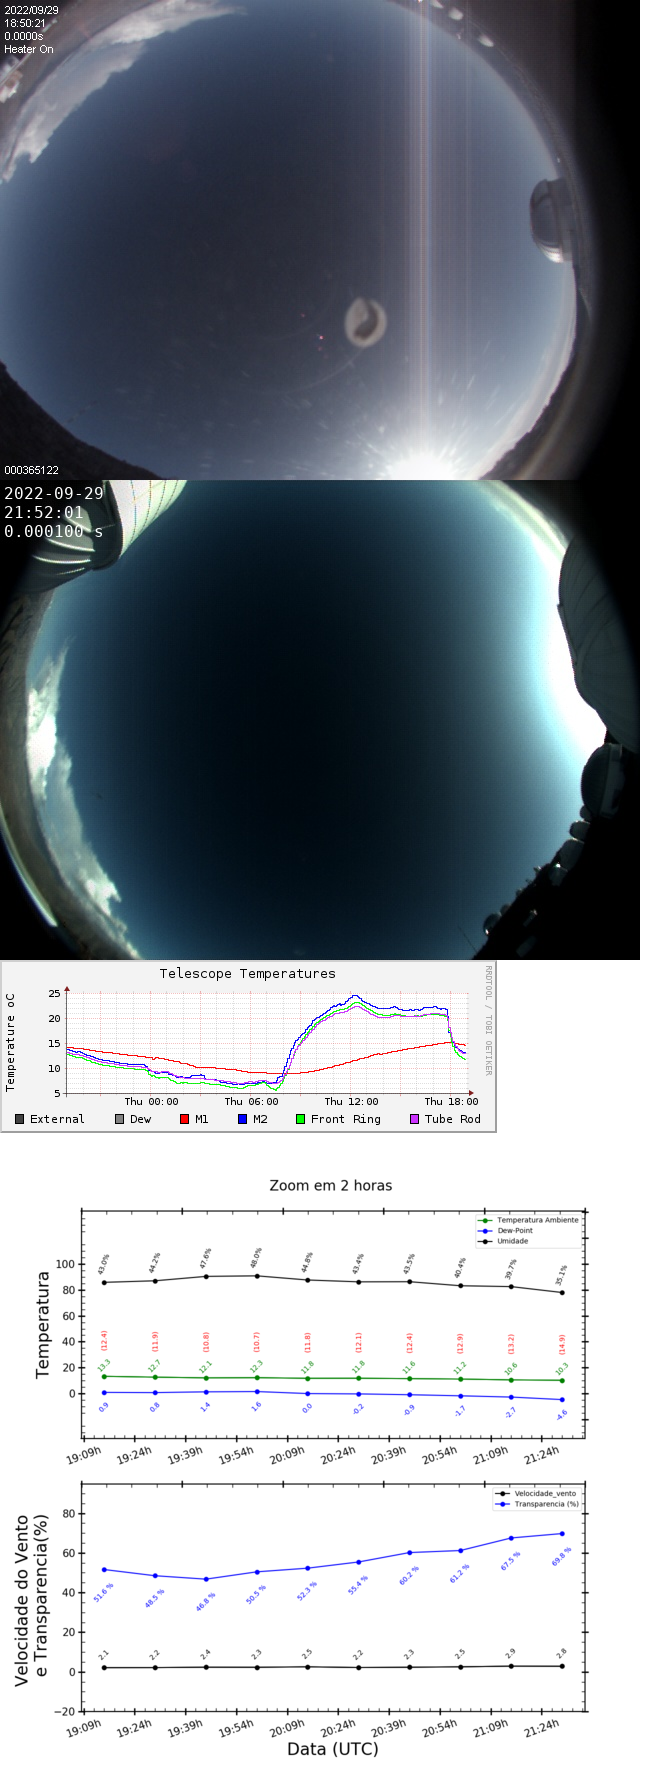 2022/09/29
18:50:21
0.0000s
Heater On
000365122
2022-09-29
21:52:01
0.000100 s
Telescope Temperatures
RRDTOOL / TOBI OETIKER
Temperature oC
25
20
15
10
5
Thu 00:00 Thu 06:00 Thu 12:00 Thu 18:00
External Dew M1 M2 Front Ring Tube Rod
Zoom em 2 horas
Temperatura Ambiente
Dew-Point
Umidade
Temperatura
100
80
60
40
20
0
43.0% 44.2% 47.6% 48.0% 44.8% 43.4% 43.5% 40.4% 39.7% 35.1%
(12.4) (11.9) (10.8) (10.7) (11.8) (12.1) (12.4) (12.9) (13.2) (14.9)
13.3 12.7 12.1 12.3 11.8 11.8 11.6 11.2 10.6 10.3
0.9 0.8 1.4 1.6 0.0 -0.2 -0.9 -1.7 -2.7 -4.6
19:09h 19:24h 19:39h 19:54h 20:09h 20:24h 20:39h 20:54h 21:09h 21:24h
Velocidade_vento
Transparencia (%)
Velocidade do Vento
e Transparencia(%)
80
60
40
20
0
−20
51.6 % 48.5 % 46.8 % 50.5 % 52.3 % 55.4 % 60.2 % 61.2 % 67.5 % 69.8 %
2.1 2.2 2.4 2.3 2.5 2.2 2.3 2.5 2.9 2.8
19:09h 19:24h 19:39h 19:54h 20:09h 20:24h 20:39h 20:54h 21:09h 21:24h
Data (UTC)